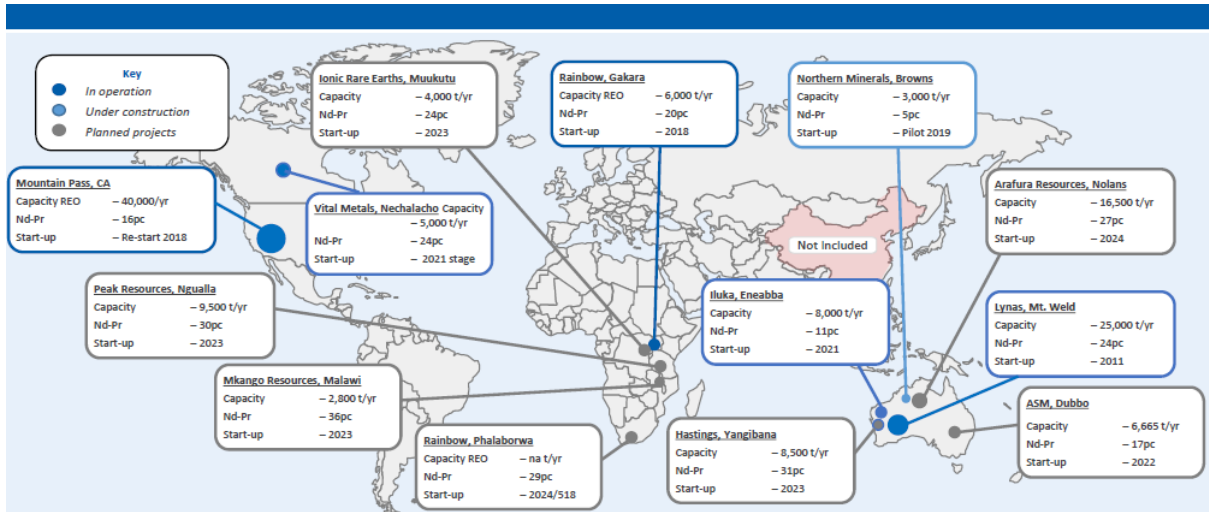 Key
In operation
Under construction
Planned projects
Ionic Rare Earths, Muukutu
Capacity – 4,000 t/yr
Nd-Pr – 24pc
Start-up – 2023
Rainbow, Gakara
Capacity REO – 6,000 t/yr
Nd-Pr – 20pc
Start-up – 2018
Northern Minerals, Browns
Capacity – 3,000 t/yr
Nd-Pr – 5pc
Start-up – Pilot 2019
Mountain Pass, CA
Capacity REO – 40,000/yr
Nd-Pr – 16pc
Start-up – Re-start 2018
Vital Metals, Nechalacho Capacity
– 5,000 t/yr
Nd-Pr – 24pc
Start-up – 2021 stage
Arafura Resources, Nolans
Capacity – 16,500 t/yr
Nd-Pr – 27pc
Start-up – 2024
Not Included
Peak Resources, Ngualla
Capacity – 9,500 t/yr
Nd-Pr – 30pc
Start-up – 2023
Iluka, Eneabba
Capacity – 8,000 t/yr
Nd-Pr – 11pc
Start-up – 2021
Lynas, Mt. Weld
Capacity – 25,000 t/yr
Nd-Pr – 24pc
Start-up – 2011
Mkango Resources, Malawi
Capacity – 2,800 t/yr
Nd-Pr – 36pc
Start-up – 2023
Rainbow, Phalaborwa
Capacity REO – na t/yr
Nd-Pr – 29pc
Start-up – 2024/518
Hastings, Yangibana
Capacity – 8,500 t/yr
Nd-Pr – 31pc
Start-up – 2023
ASM, Dubbo
Capacity – 6,665 t/yr
Nd-Pr – 17pc
Start-up – 2022